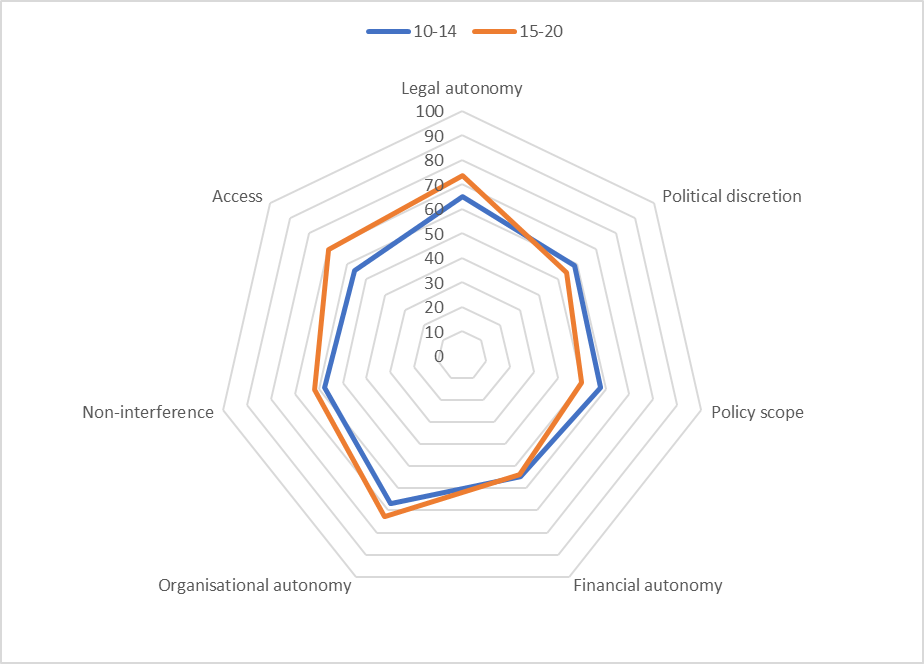 10-14 15-20
Legal autonomy
100
90
80
70
60
50
40
30
20
10
0
Access
Political discretion
Non-interference
Policy scope
Organisational autonomy
Financial autonomy